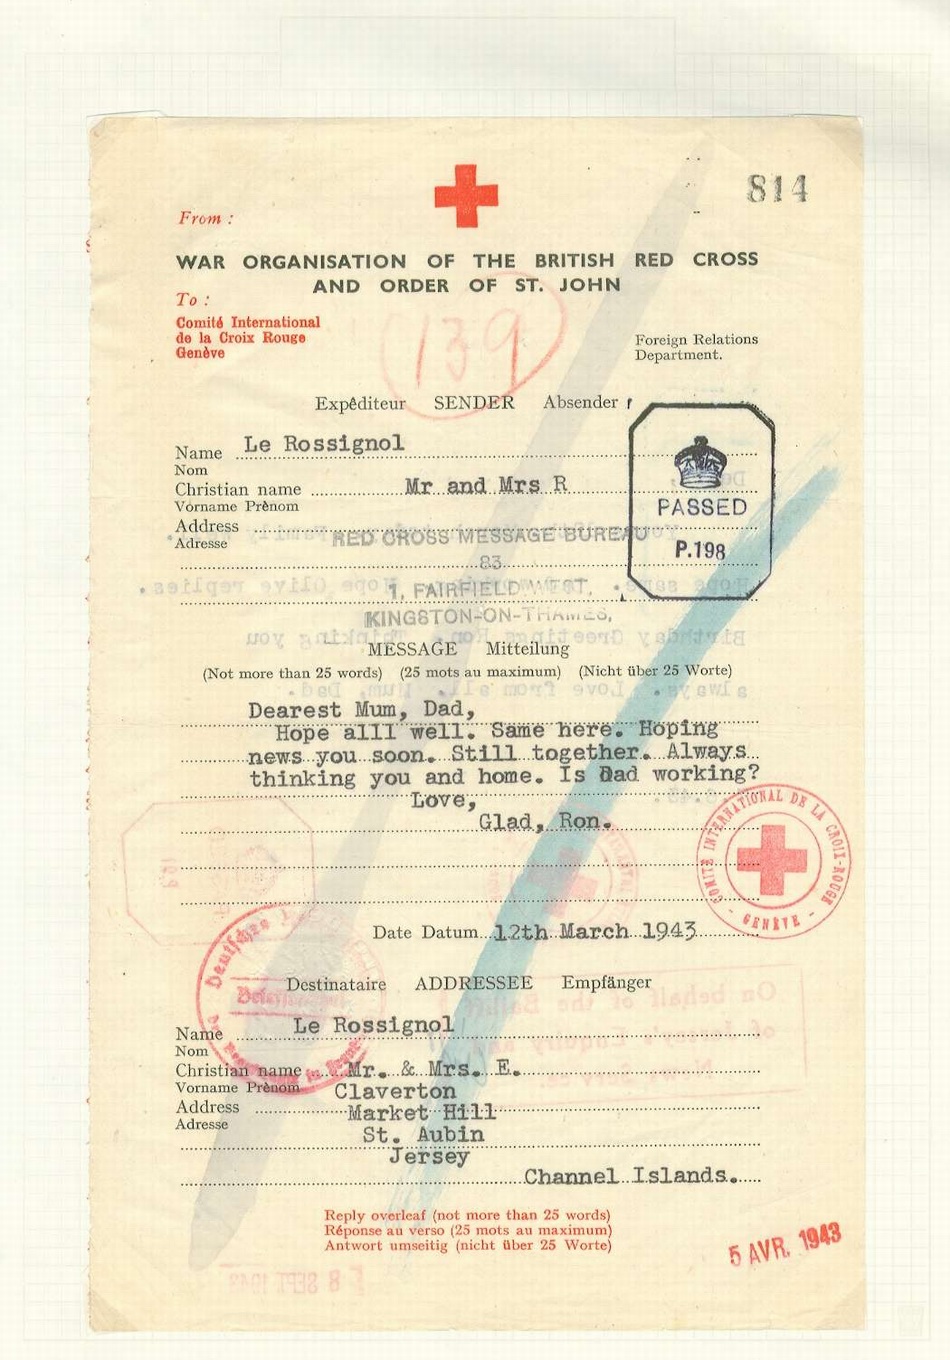 814
From :
WAR ORGANISATION OF THE BRITISH RED CROSS
AND ORDER OF ST. JOHN
To :
Comité International
de la Croix Rouge
Genève
139
Foreign Relations
Department.
Expéditeur SENDER Absender
Name Le Rossignol
Nom
Christian name Mr and Mrs R
Vorname Prènom
Address
Adresse
RED CROSS MESSAGE BUREAU
83
1, FAIRFIELD WEST,
KINGSTON-ON-THAMES,
PASSED
P.198
MESSAGE Mitteilung
(Not more than 25 words) (25 mots au maximum) (Nicht über 25 Worte)
Dearest Mum, Dad,
Hope alll well. Same here. Hoping
news you soon. Still together. Always
thinking you and home. Is Dad working?
Love,
Glad, Ron.
COMITÉ INTERNATIONAL DE LA CROIX-ROUGE
- GENÈVE -
Date Datum 12th March 1943
Deutsches
Destinataire ADDRESSEE Empfänger
Name Le Rossignol
Nom
Christian name Mr. & Mrs. E.
Vorname Prènom Claverton
Address Market Hill
Adresse
St. Aubin
Jersey
Channel Islands.
Reply overleaf (not more than 25 words)
Réponse au verso (25 mots au maximum)
Antwort umseitig (nicht über 25 Worte)
5 AVR. 1943